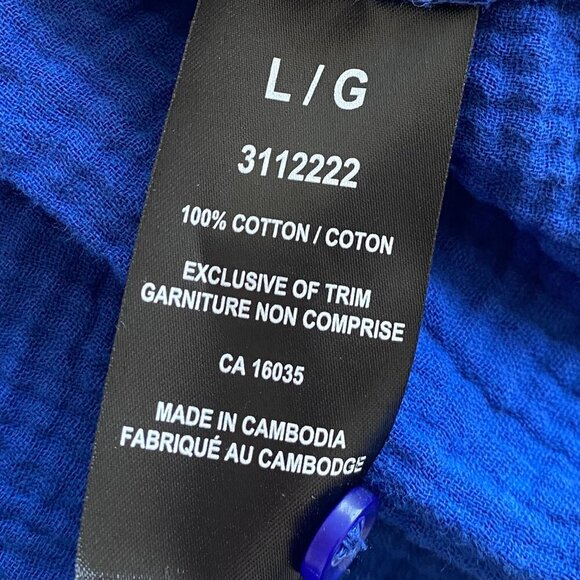 L / G
3112222
100% COTTON / COTON
EXCLUSIVE OF TRIM
GARNITURE NON COMPRISE
CA 16035
MADE IN CAMBODIA
FABRIQUÉ AU CAMBODGE